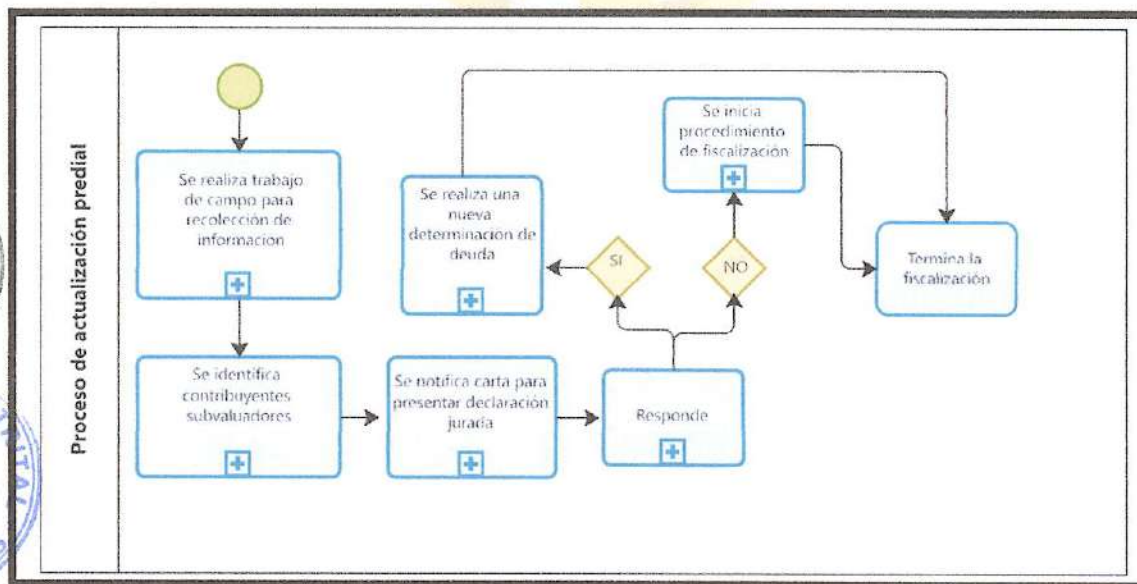 Proceso de actualización predial
Se realiza trabajo
de campo para
recolección de
informacion
Se identifica
contribuyentes
subvaluadores
Se notifica carta para
presentar declaración
jurada
Responde
SI
NO
Se realiza una
nueva
determinación de
deuda
Se inicia
procedimiento
de fiscalización
Termina la
fiscalización